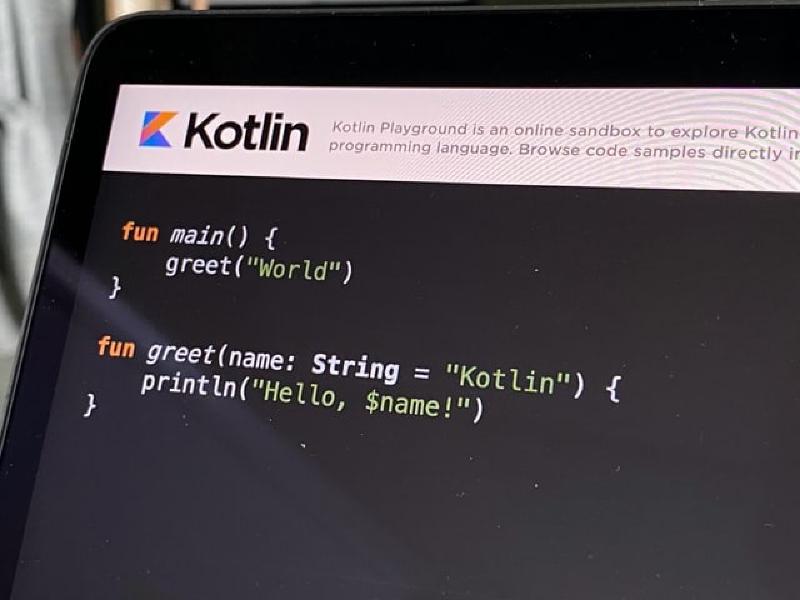 Kotlin
Kotlin Playground is an online sandbox to explore Kotlin
programming language. Browse code samples directly in
fun main() {
    greet("World")
}
fun greet(name: String = "Kotlin") {
    println("Hello, $name!")
}